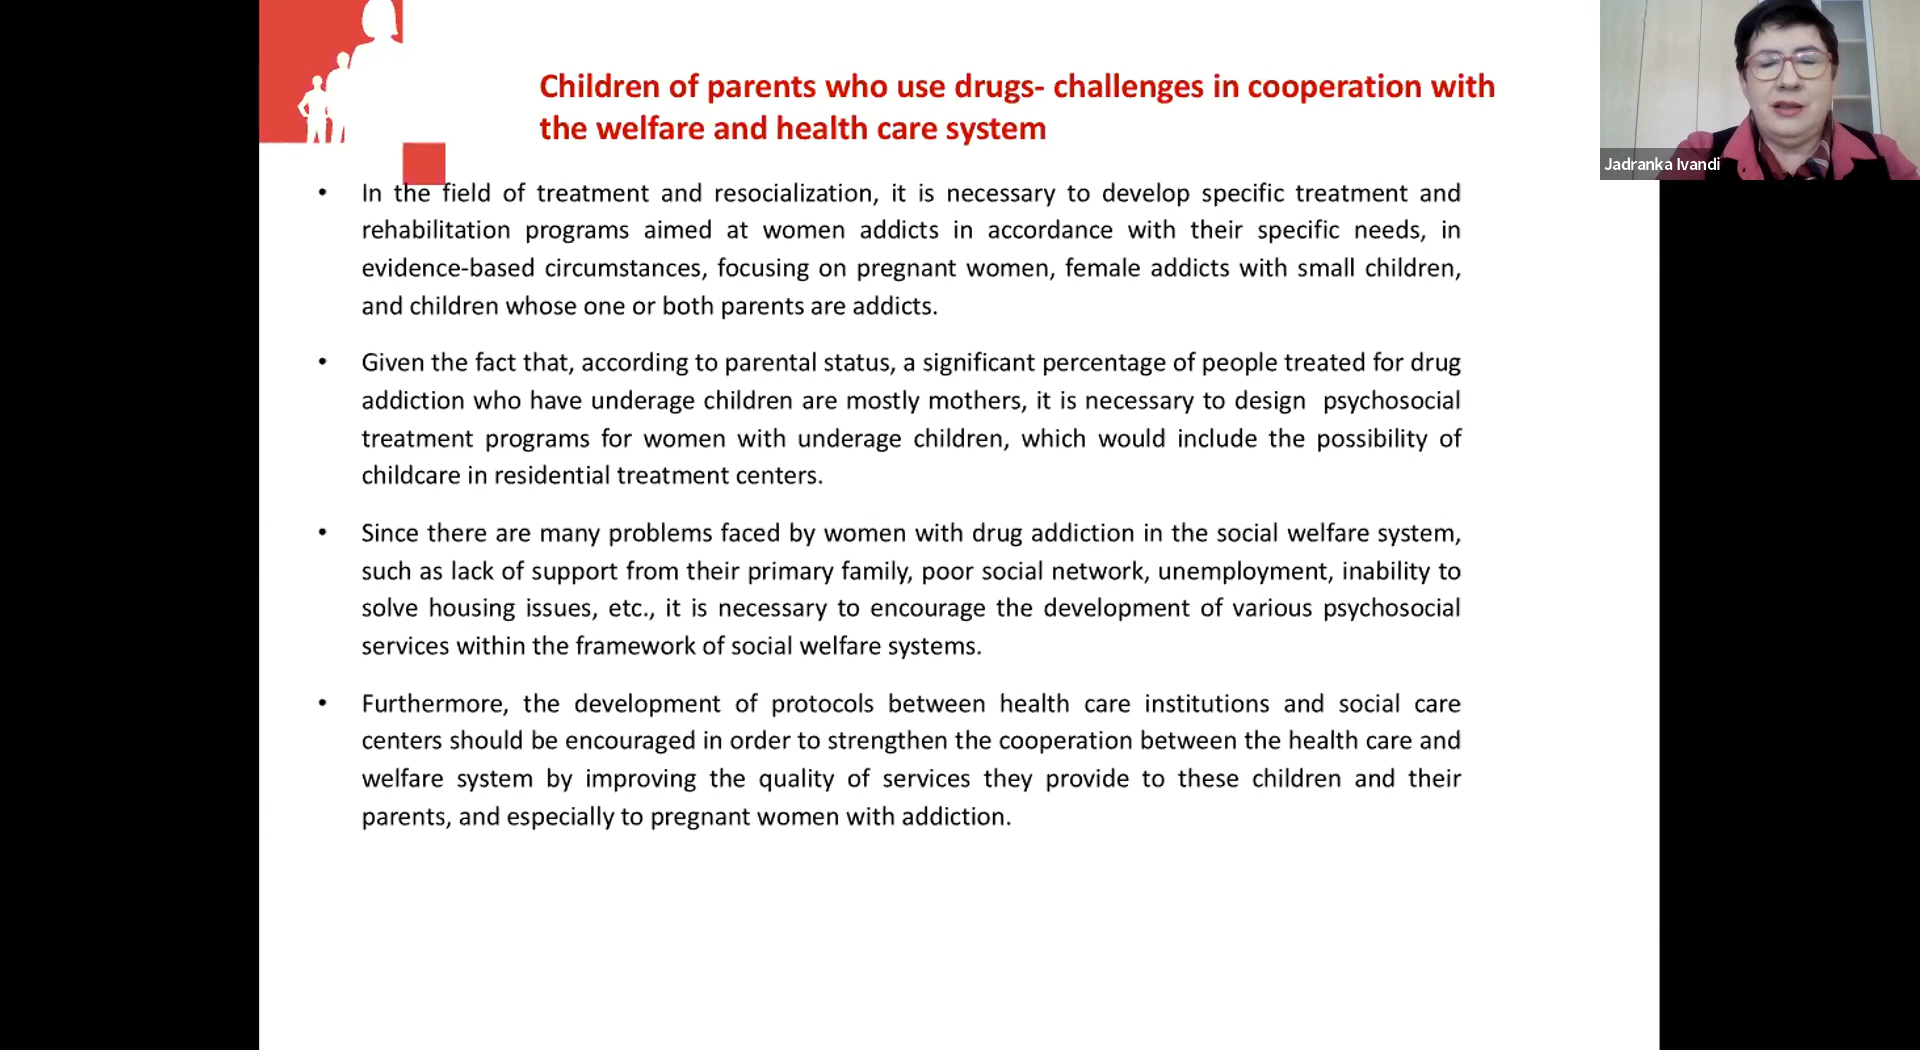 Children of parents who use drugs- challenges in cooperation with
the welfare and health care system
Jadranka Ivandi
• In the field of treatment and resocialization, it is necessary to develop specific treatment and
rehabilitation programs aimed at women addicts in accordance with their specific needs, in
evidence-based circumstances, focusing on pregnant women, female addicts with small children,
and children whose one or both parents are addicts.
• Given the fact that, according to parental status, a significant percentage of people treated for drug
addiction who have underage children are mostly mothers, it is necessary to design psychosocial
treatment programs for women with underage children, which would include the possibility of
childcare in residential treatment centers.
• Since there are many problems faced by women with drug addiction in the social welfare system,
such as lack of support from their primary family, poor social network, unemployment, inability to
solve housing issues, etc., it is necessary to encourage the development of various psychosocial
services within the framework of social welfare systems.
• Furthermore, the development of protocols between health care institutions and social care
centers should be encouraged in order to strengthen the cooperation between the health care and
welfare system by improving the quality of services they provide to these children and their
parents, and especially to pregnant women with addiction.